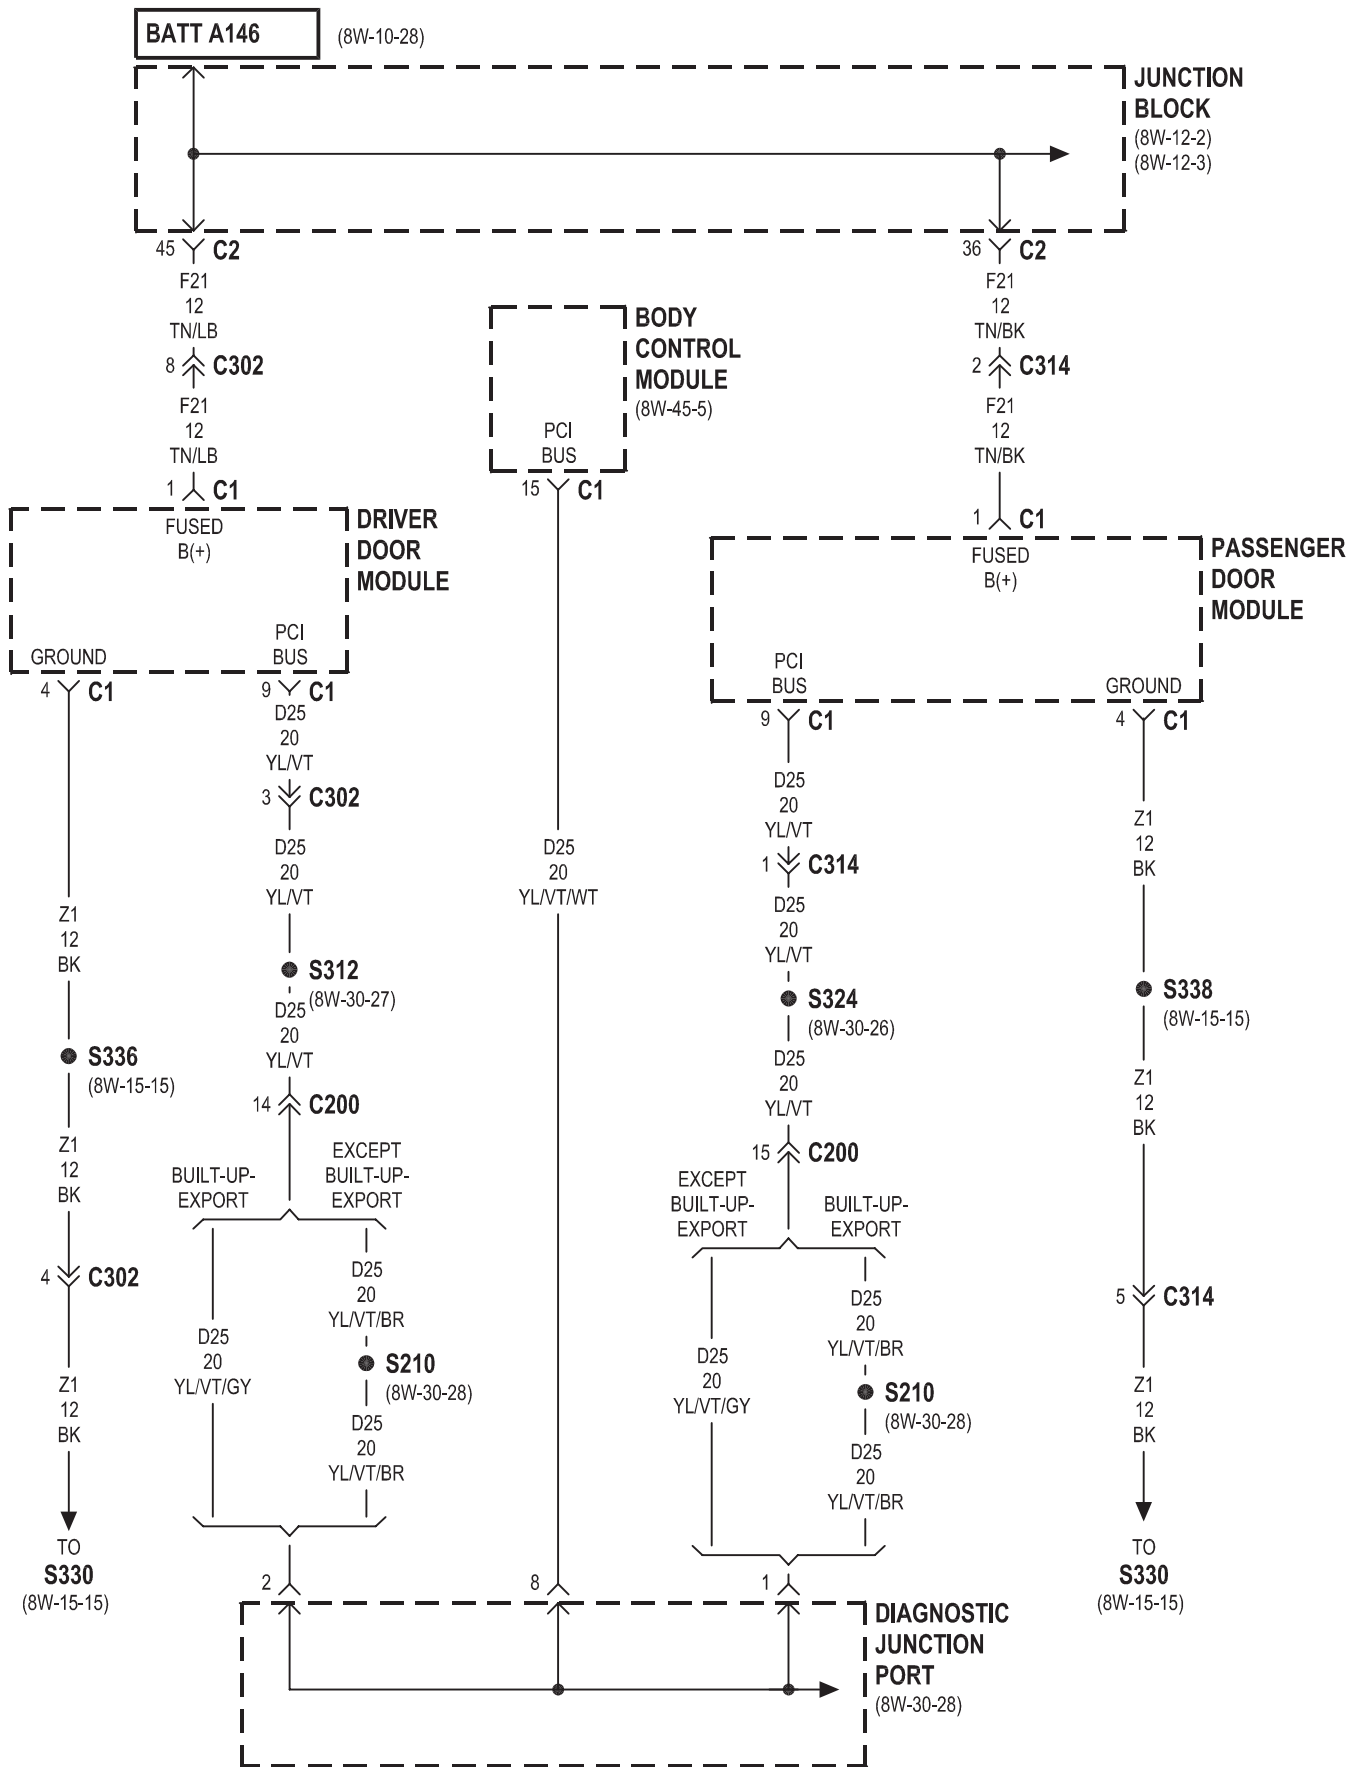 BATT A146
(8W-10-28)
JUNCTION
BLOCK
(8W-12-2)
(8W-12-3)
45 C2
F21
12
TN/LB
8 C302
F21
12
TN/LB
1 C1
36 C2
F21
12
TN/BK
2 C314
F21
12
TN/BK
1 C1
BODY
CONTROL
MODULE
(8W-45-5)
PCI
BUS
15 C1
D25
20
YL/VT/WT
8
FUSED
B(+)
DRIVER
DOOR
MODULE
GROUND
PCI
BUS
4 C1
Z1
12
BK
S336
(8W-15-15)
Z1
12
BK
4 C302
Z1
12
BK
TO
S330
(8W-15-15)
9 C1
D25
20
YL/VT
3 C302
D25
20
YL/VT
S312
(8W-30-27)
D25
20
YL/VT
14 C200
BUILT-UP-
EXPORT
EXCEPT
BUILT-UP-
EXPORT
D25
20
YL/VT/GY
D25
20
YL/VT/BR
S210
(8W-30-28)
D25
20
YL/VT/BR
2
FUSED
B(+)
PASSENGER
DOOR
MODULE
PCI
BUS
GROUND
9 C1
D25
20
YL/VT
1 C314
D25
20
YL/VT
S324
(8W-30-26)
D25
20
YL/VT
15 C200
EXCEPT
BUILT-UP-
EXPORT
BUILT-UP-
EXPORT
D25
20
YL/VT/GY
D25
20
YL/VT/BR
S210
(8W-30-28)
D25
20
YL/VT/BR
1
4 C1
Z1
12
BK
S338
(8W-15-15)
Z1
12
BK
5 C314
Z1
12
BK
TO
S330
(8W-15-15)
DIAGNOSTIC
JUNCTION
PORT
(8W-30-28)